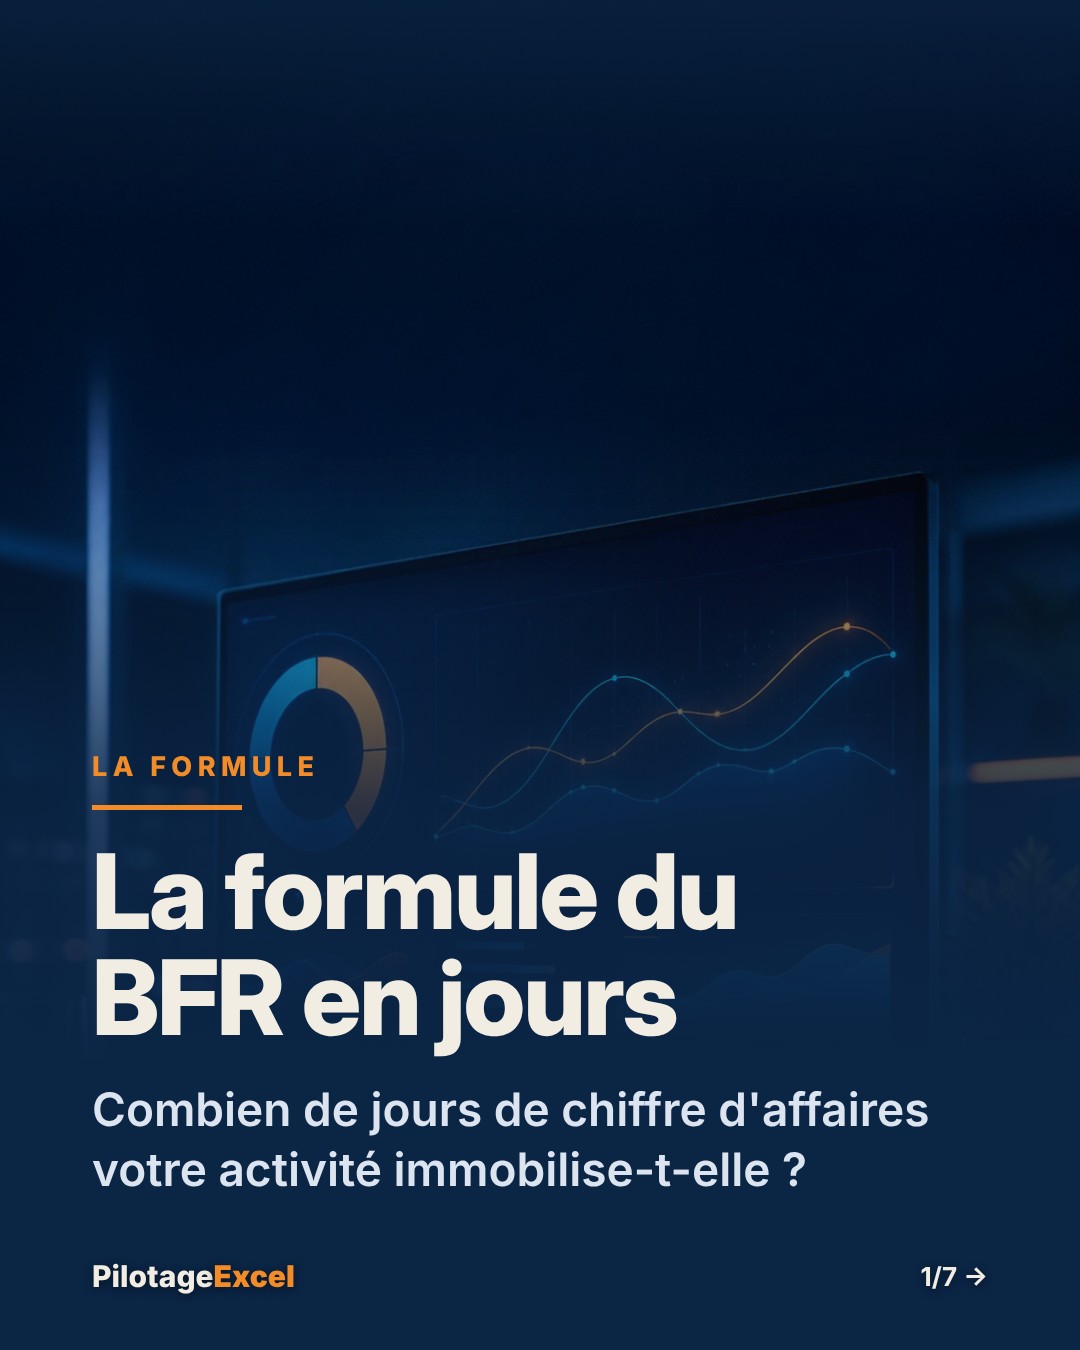 LA FORMULE
La formule du
BFR en jours
Combien de jours de chiffre d'affaires
votre activité immobilise-t-elle ?
PilotageExcel
1/7 →